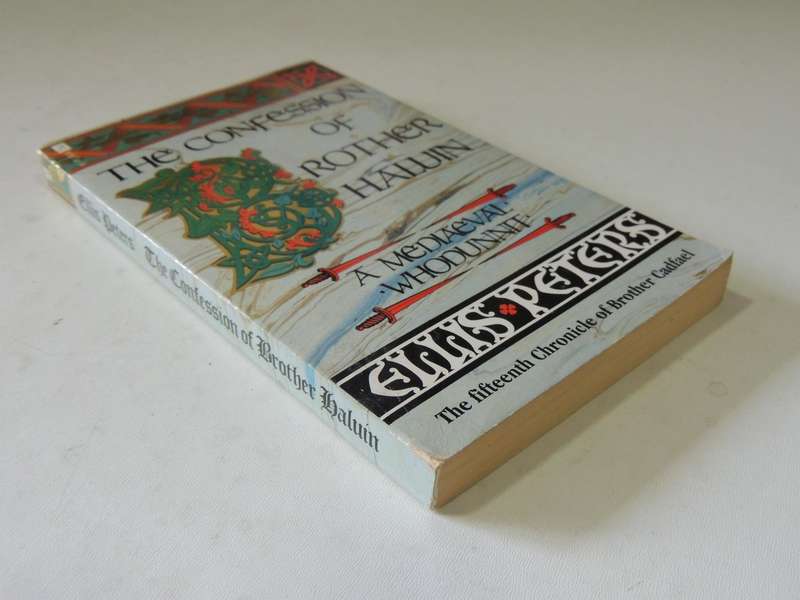 THE CONFESSION
OF
BROTHER
HALUIN
A MEDIÆVAL
WHODUNNIT
ELLIS PETERS
The fifteenth Chronicle of Brother Cadfael
Ellis Peters The Confession of Brother Haluin